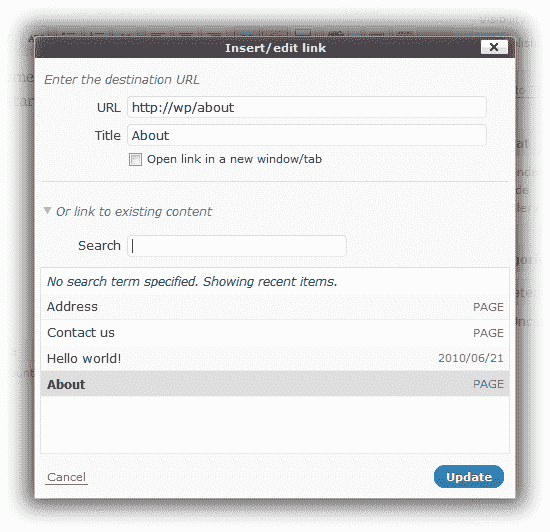 Visibility
Insert/edit link
Enter the destination URL
URL http://wp/about
Title About
Open link in a new window/tab
Or link to existing content
Search
No search term specified. Showing recent items.
Address PAGE
Contact us PAGE
Hello world! 2010/06/21
About PAGE
Cancel Update